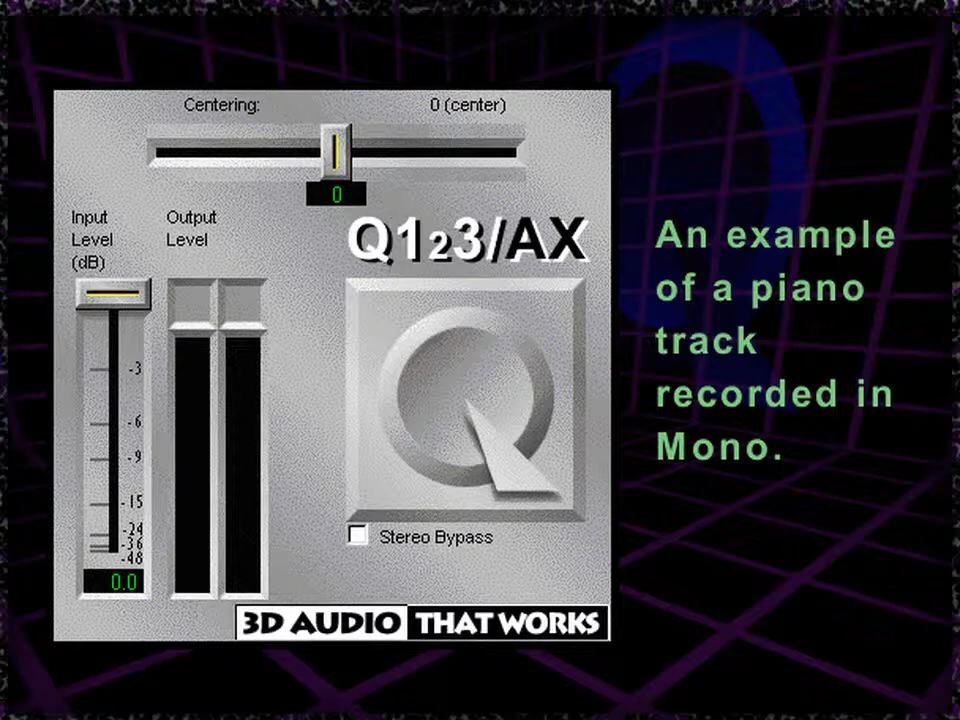 Centering: 0 (center)
0
Input
Level
(dB)
Output
Level
Q123/AX
-3
-6
-9
-15
-24
-36
-48
0.0
Stereo Bypass
3D AUDIO THAT WORKS
An example
of a piano
track
recorded in
Mono.